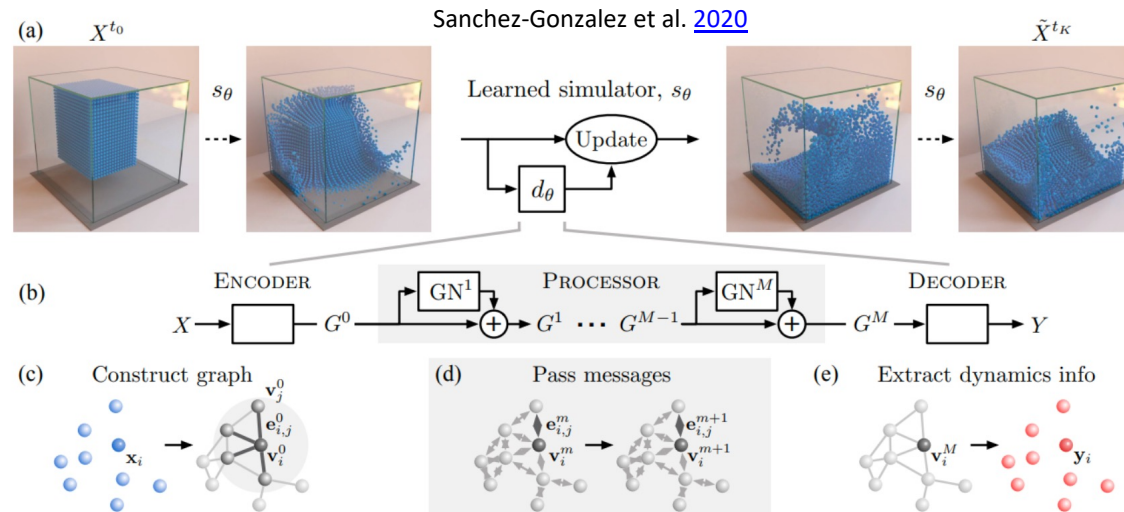 Sanchez-Gonzalez et al. 2020
(a) X^{t_0} X̃^{t_K}
s_θ Learned simulator, s_θ s_θ
Update
d_θ
(b) ENCODER PROCESSOR DECODER
GN^1 GN^M
X G^0 + G^1 ··· G^{M−1} + G^M Y
(c) Construct graph (d) Pass messages (e) Extract dynamics info
v_j^0
e_{i,j}^0 e_{i,j}^m e_{i,j}^{m+1}
x_i v_i^0 v_i^m v_i^{m+1} v_i^M y_i